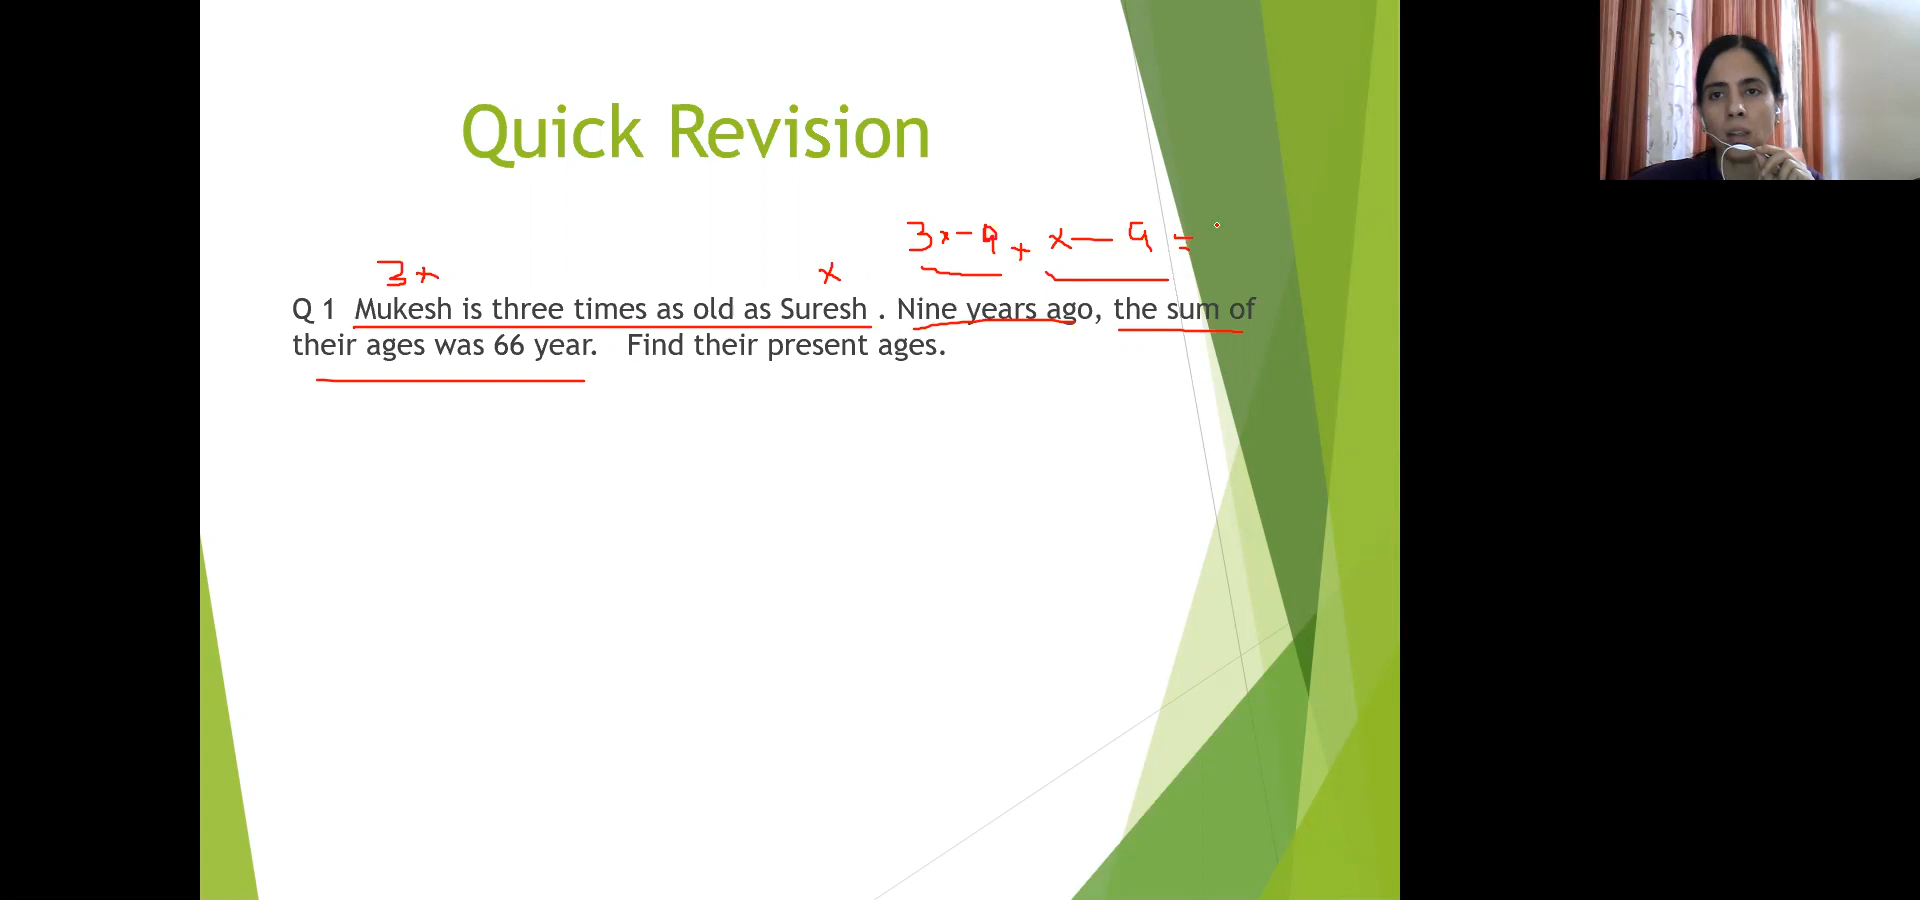 Quick Revision
3x-9 + x-9 =
3x x
Q 1 Mukesh is three times as old as Suresh . Nine years ago, the sum of
their ages was 66 year. Find their present ages.